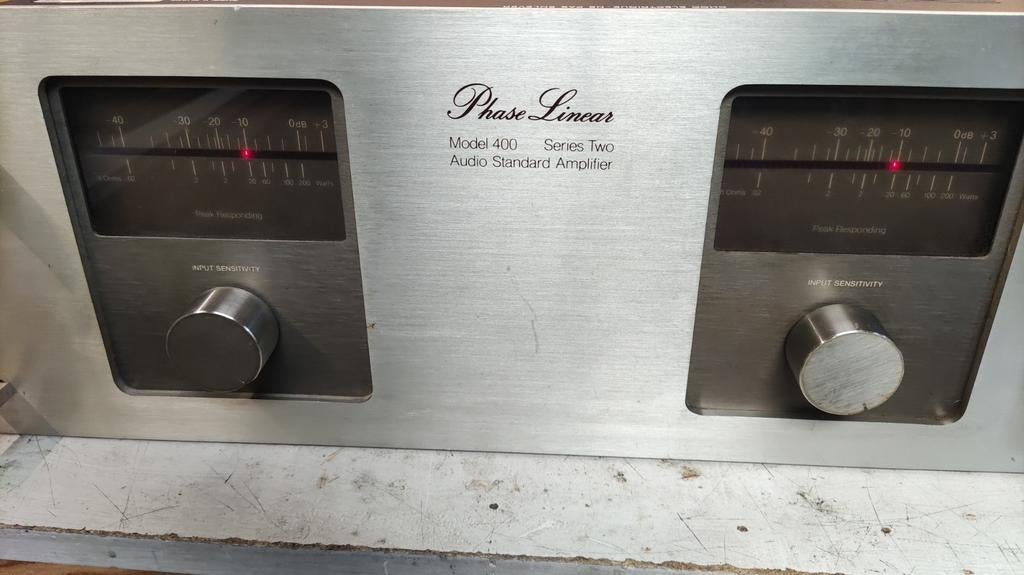 Phase Linear
Model 400 Series Two
Audio Standard Amplifier
-40 -30 -20 -10 0dB +3
Ohms .02 .2 2 20 60 100 200 Watts
Peak Responding
INPUT SENSITIVITY
-40 -30 -20 -10 0dB +3
Ohms .02 .2 2 20 60 100 200 Watts
Peak Responding
INPUT SENSITIVITY